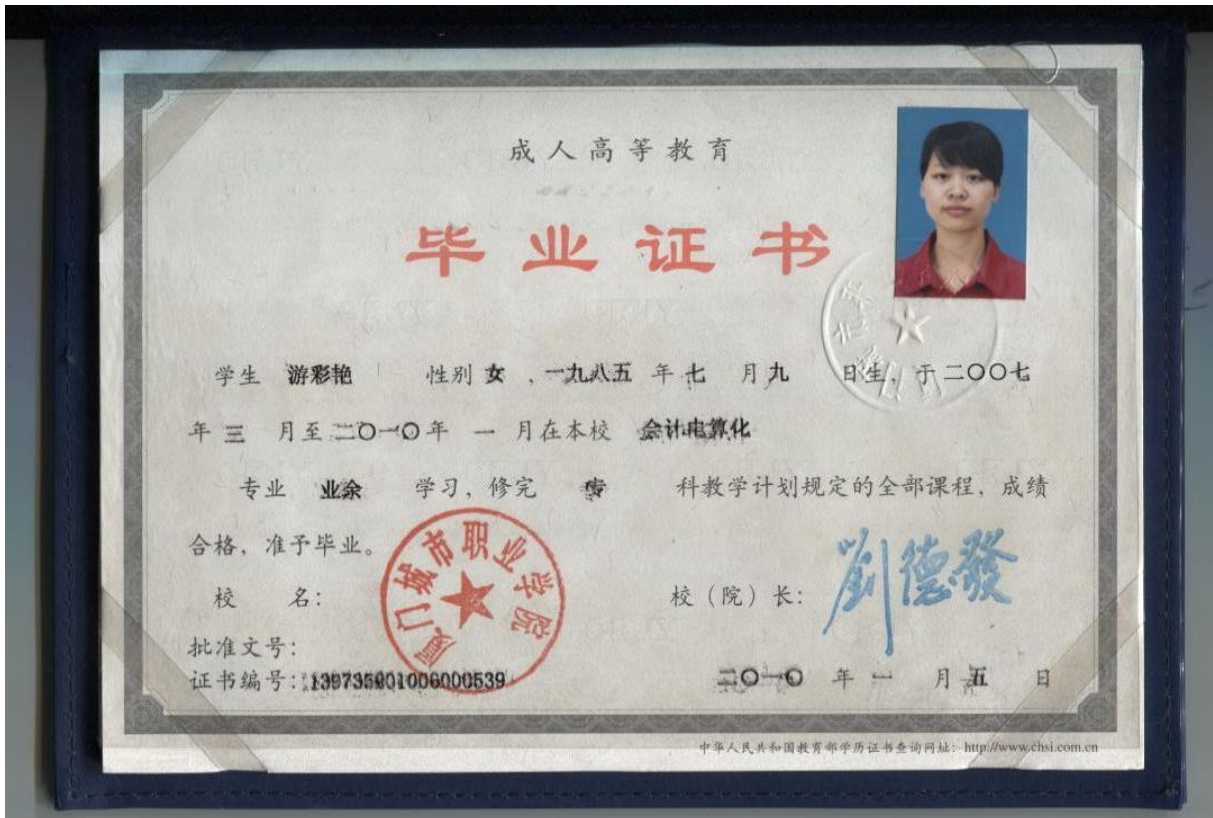 成人高等教育
毕业证书
学生 游彩艳 性别 女 ,一九八五 年 七 月 九 日生,于二〇〇七
年 三 月至 二〇一〇 年 一 月在本校 会计电算化
专业 业余 学习,修完 专 科教学计划规定的全部课程,成绩
合格,准予毕业。
校 名:
厦门城市职业学院
校(院)长:
劉德發
批准文号:
证书编号:139735201006000539
二〇一〇 年 一 月 五 日
中华人民共和国教育部学历证书查询网址:http://www.chsi.com.cn